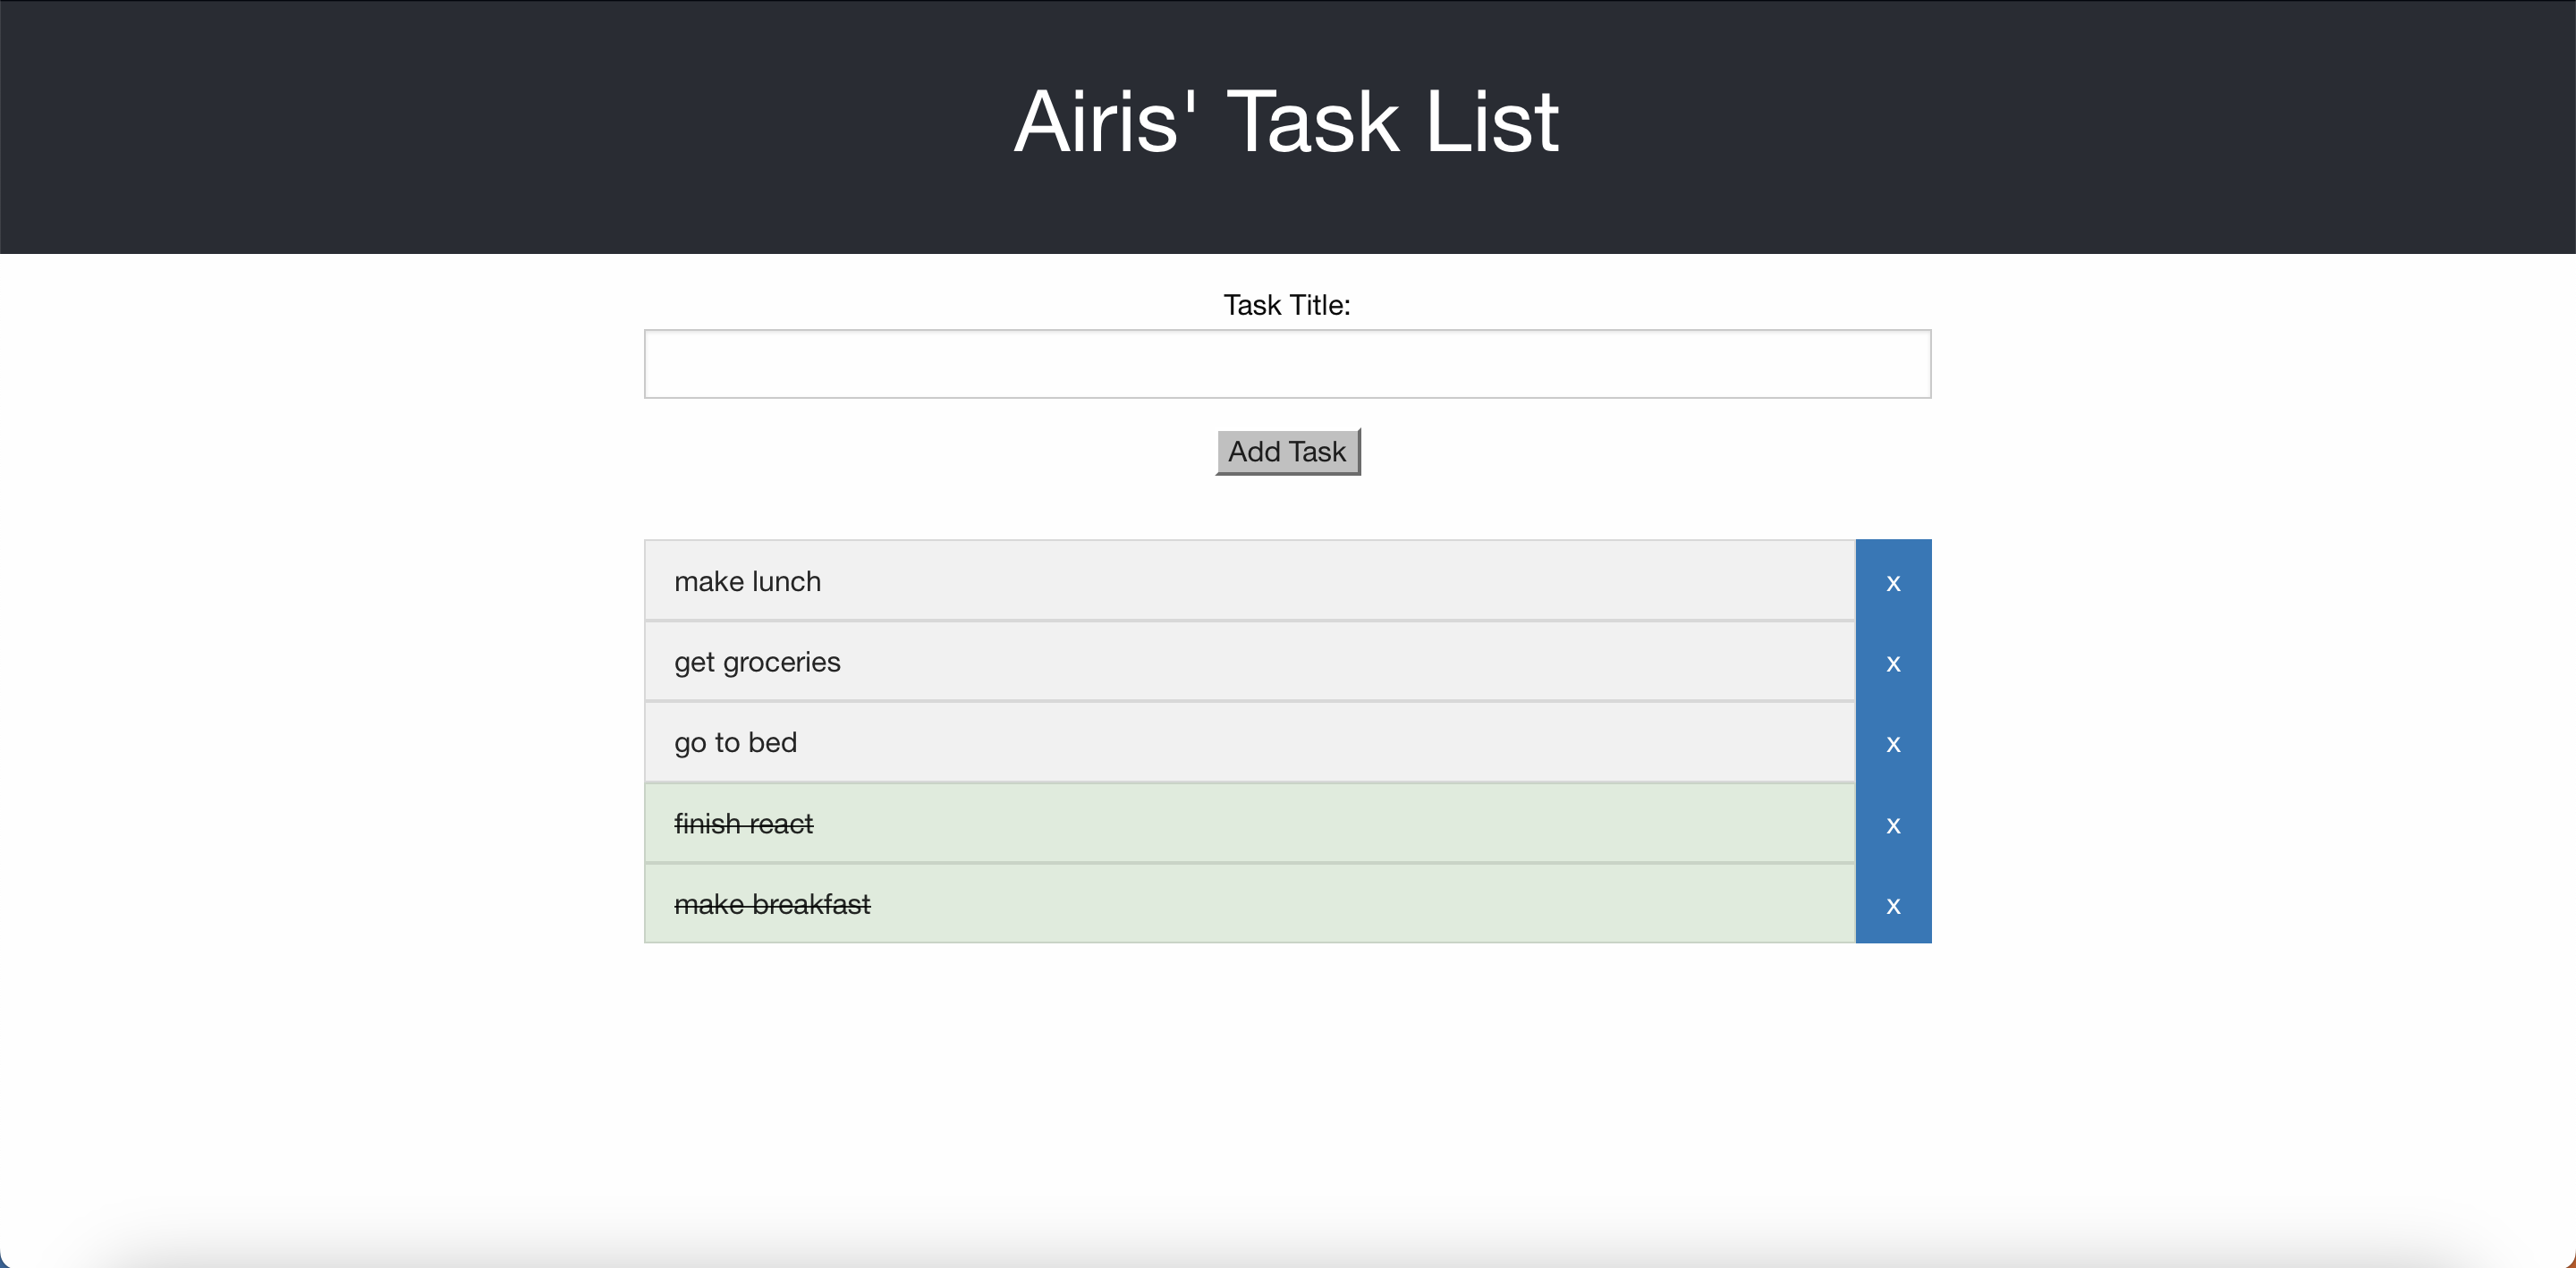 Airis' Task List
Task Title:
Add Task
make lunch x
get groceries x
go to bed x
finish react x
make breakfast x